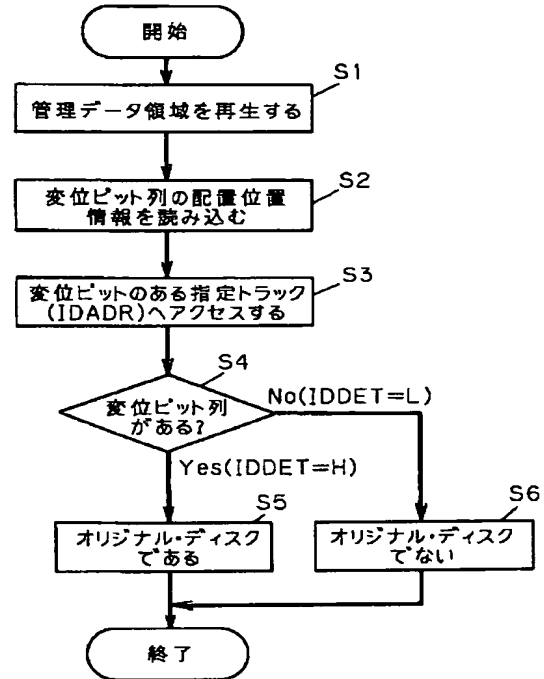 開始
S1
管理データ領域を再生する
S2
変位ピット列の配置位置
情報を読み込む
S3
変位ピットのある指定トラック
(IDADR)へアクセスする
S4
変位ピット列
がある?
No(IDDET=L)
Yes(IDDET=H)
S5
オリジナル・ディスク
である
S6
オリジナル・ディスク
でない
終了